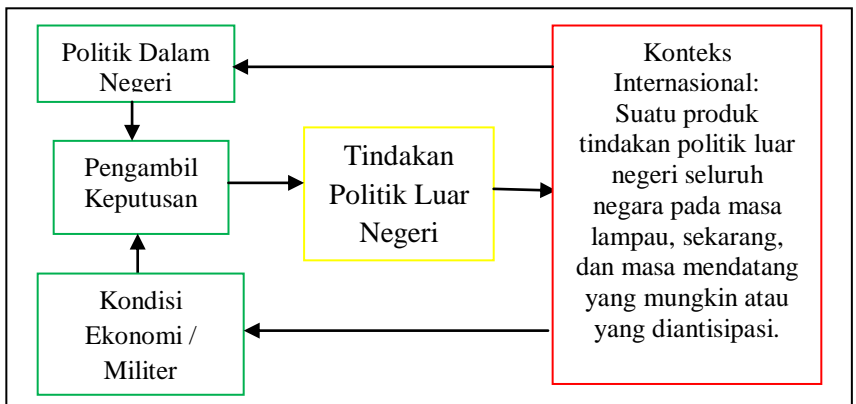 Politik Dalam
Negeri
Pengambil
Keputusan
Kondisi
Ekonomi /
Militer
Tindakan
Politik Luar
Negeri
Konteks
Internasional:
Suatu produk
tindakan politik luar
negeri seluruh
negara pada masa
lampau, sekarang,
dan masa mendatang
yang mungkin atau
yang diantisipasi.